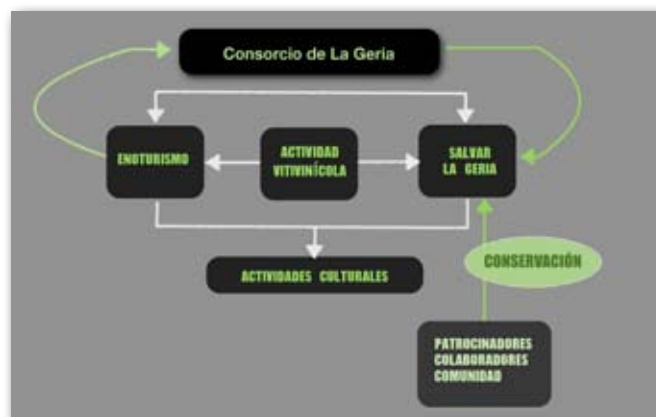 Consorcio de La Geria
ENOTURISMO
ACTIVIDAD
VITIVINÍCOLA
SALVAR
LA GERIA
ACTIVIDADES CULTURALES
CONSERVACIÓN
PATROCINADORES
COLABORADORES
COMUNIDAD